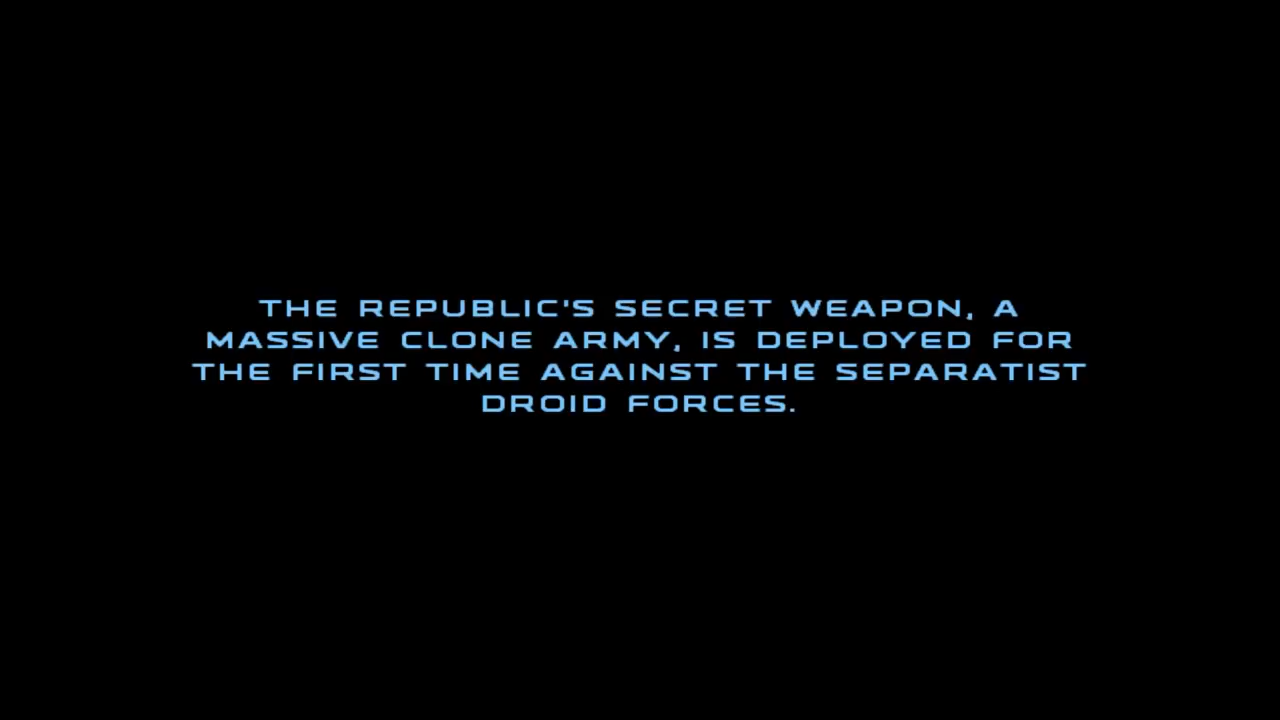 THE REPUBLIC'S SECRET WEAPON, A
MASSIVE CLONE ARMY, IS DEPLOYED FOR
THE FIRST TIME AGAINST THE SEPARATIST
DROID FORCES.